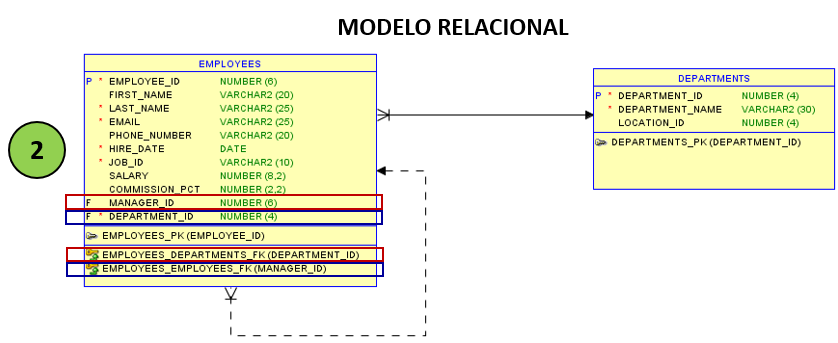 MODELO RELACIONAL
2
EMPLOYEES
P * EMPLOYEE_ID NUMBER (6)
FIRST_NAME VARCHAR2 (20)
* LAST_NAME VARCHAR2 (25)
* EMAIL VARCHAR2 (25)
PHONE_NUMBER VARCHAR2 (20)
* HIRE_DATE DATE
* JOB_ID VARCHAR2 (10)
SALARY NUMBER (8,2)
COMMISSION_PCT NUMBER (2,2)
F MANAGER_ID NUMBER (6)
F * DEPARTMENT_ID NUMBER (4)
EMPLOYEES_PK (EMPLOYEE_ID)
EMPLOYEES_DEPARTMENTS_FK (DEPARTMENT_ID)
EMPLOYEES_EMPLOYEES_FK (MANAGER_ID)
DEPARTMENTS
P * DEPARTMENT_ID NUMBER (4)
* DEPARTMENT_NAME VARCHAR2 (30)
LOCATION_ID NUMBER (4)
DEPARTMENTS_PK (DEPARTMENT_ID)